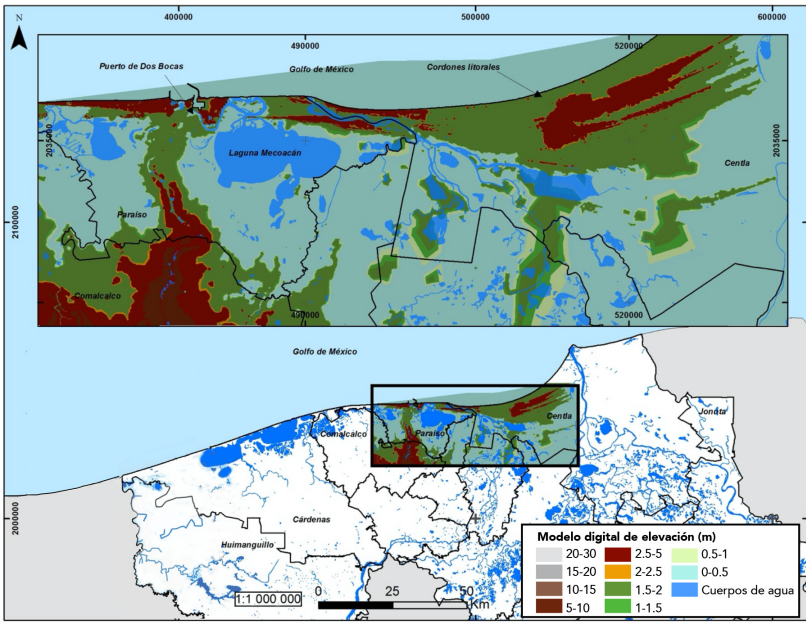 N
400000
500000
600000
490000
520000
Puerto de Dos Bocas
Golfo de México
Cordones litorales
2035000
2035000
Laguna Mecoacán
Centla
Paraíso
2100000
Comalcalco
490000
520000
Golfo de México
Jonuta
Centla
Comalcalco
Paraíso
2000000
Cárdenas
Huimanguillo
1:1 000 000
0
25
50
Km
Modelo digital de elevación (m)
20-30
2.5-5
0.5-1
15-20
2-2.5
0-0.5
10-15
1.5-2
Cuerpos de agua
5-10
1-1.5